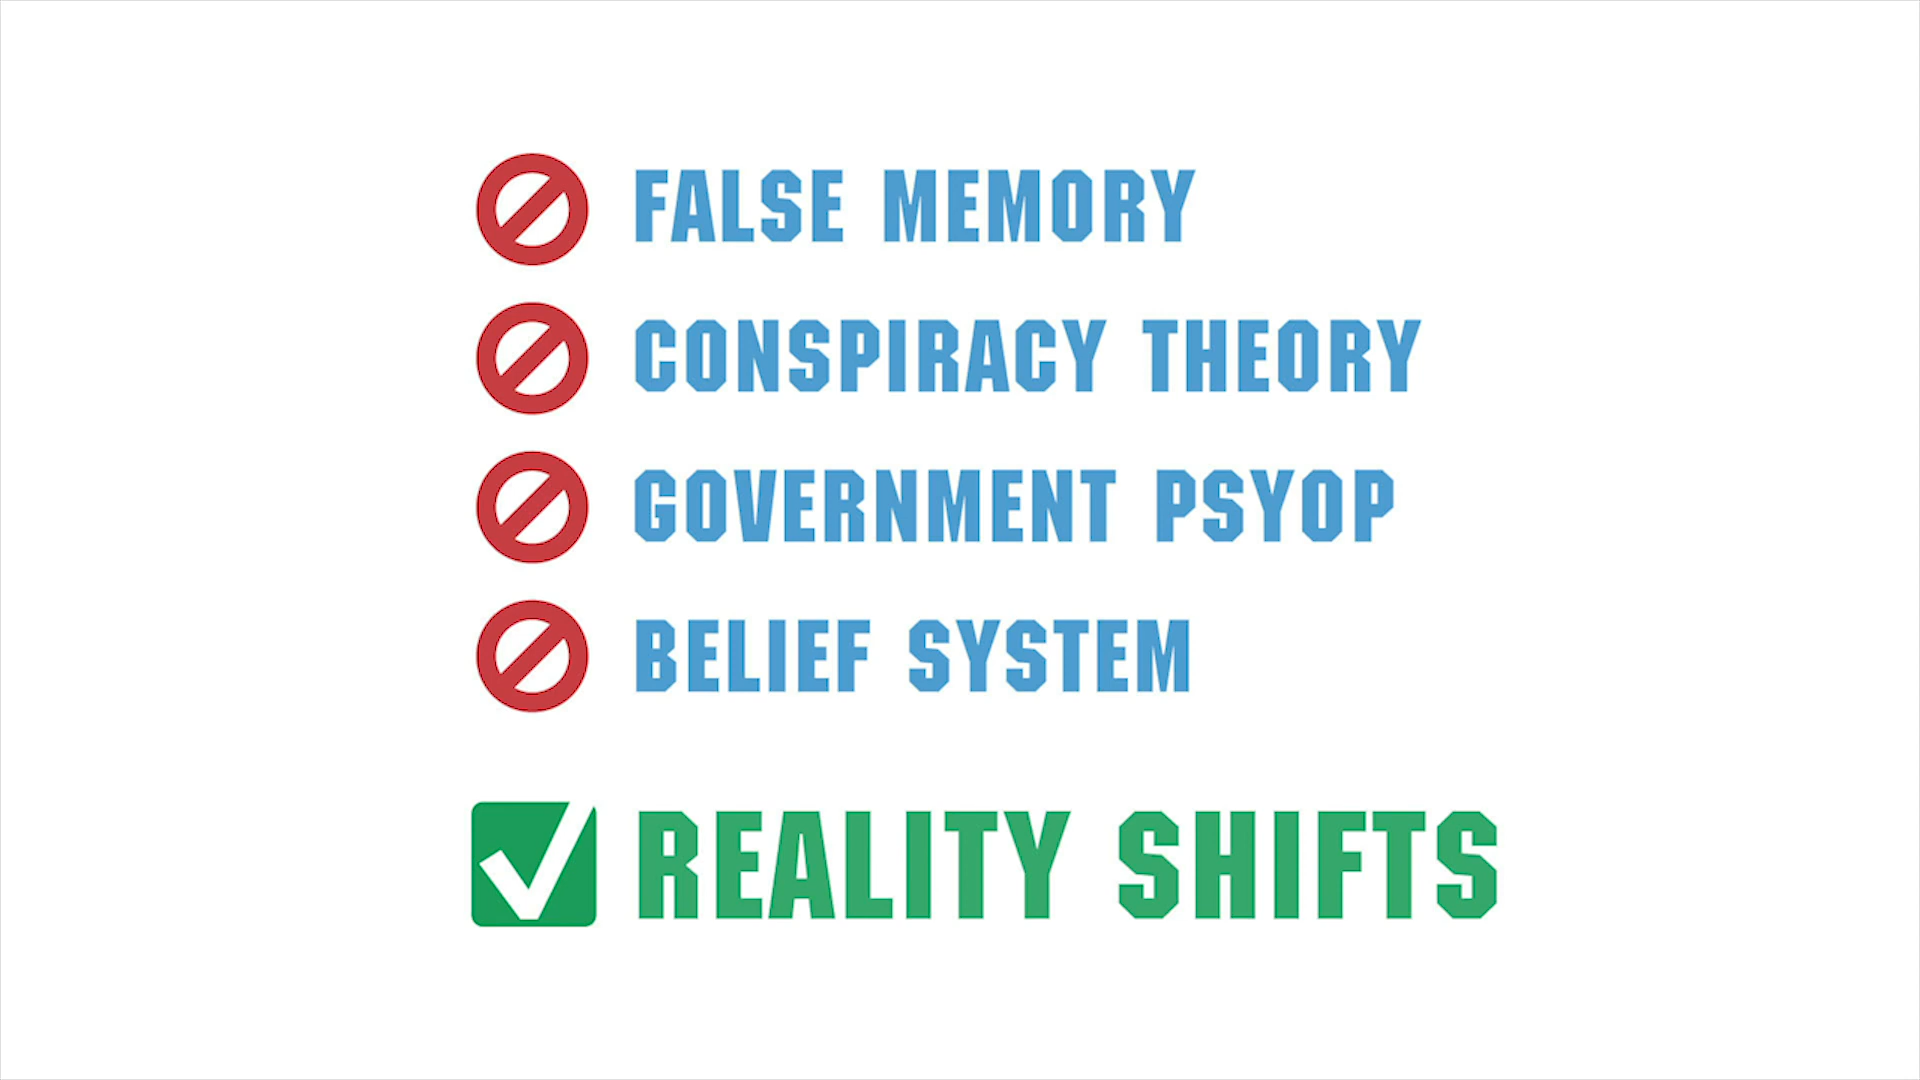 FALSE MEMORY
CONSPIRACY THEORY
GOVERNMENT PSYOP
BELIEF SYSTEM
REALITY SHIFTS